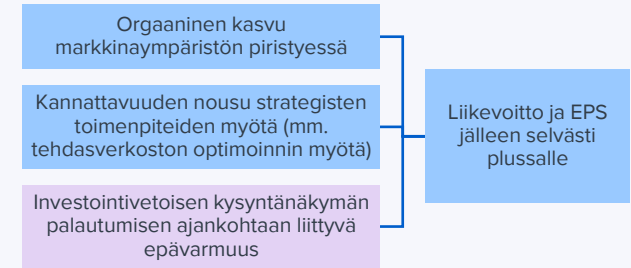 Orgaaninen kasvu
markkinaympäristön piristyessä
Kannattavuuden nousu strategisten
toimenpiteiden myötä (mm.
tehdasverkoston optimoinnin myötä)
Investointivetoisen kysyntänäkymän
palautumisen ajankohtaan liittyvä
epävarmuus
Liikevoitto ja EPS
jälleen selvästi
plussalle